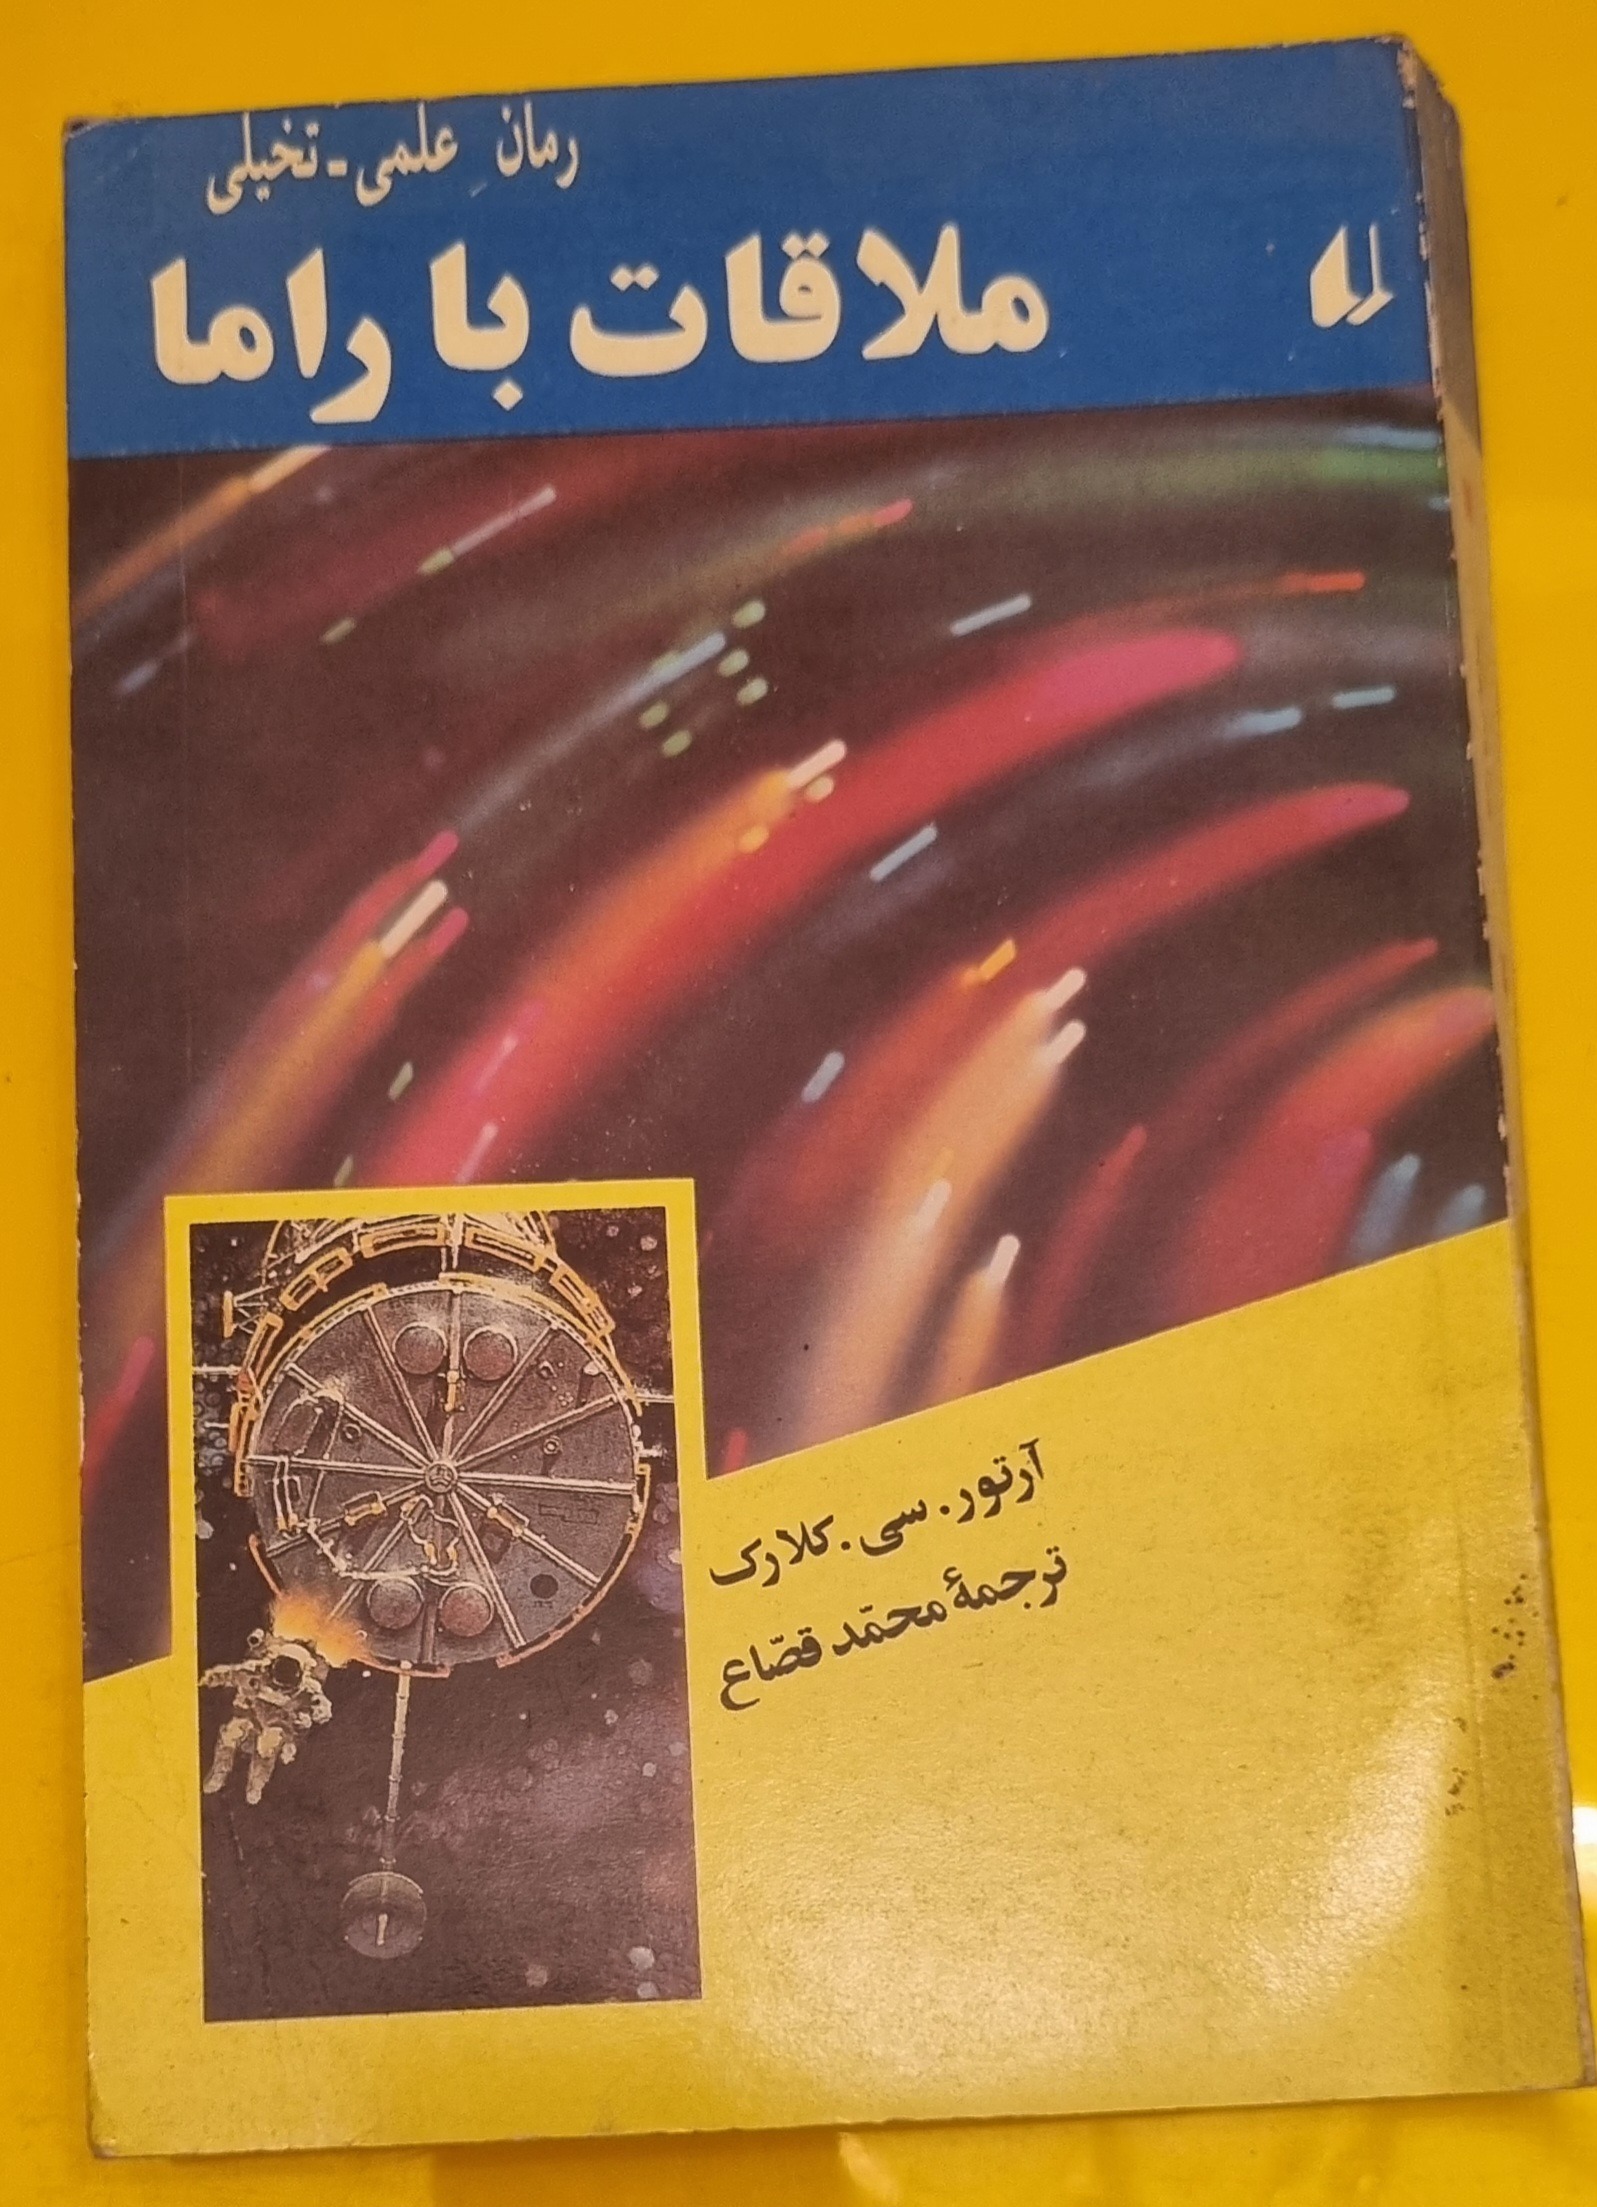 رمانِ علمی - تخیلی
ملاقات با راما
آرتور. سی. کلارک
ترجمهٔ محمّد قصّاع